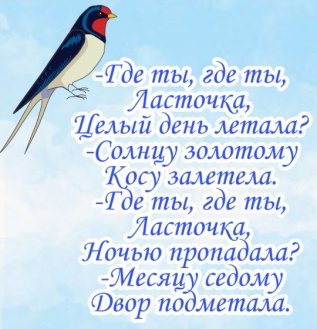 -Где ты, где ты,
Ласточка,
Целый день летала?
-Солнцу золотому
Косу залетела.
-Где ты, где ты,
Ласточка,
Ночью пропадала?
-Месяцу седому
Двор подметала.